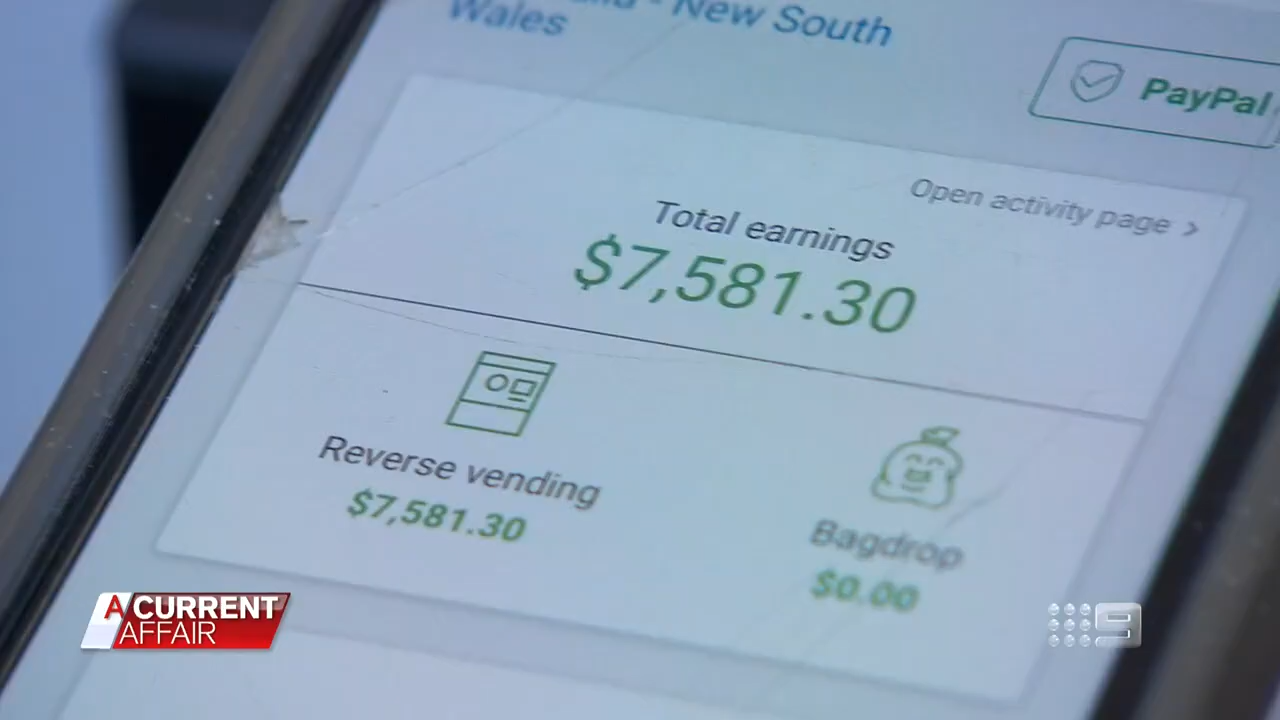 - New South
Wales
PayPal
Open activity page >
Total earnings
$7,581.30
Reverse vending
$7,581.30
Bagdrop
$0.00
A CURRENT
AFFAIR
9